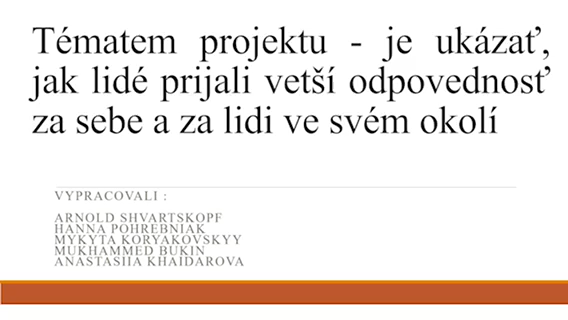 Tématem projektu - je ukázať,
jak lidé prijali vetší odpovednosť
za sebe a za lidi ve svém okolí
VYPRACOVALI :
ARNOLD SHVARTSKOPF
HANNA POHREBNIAK
MYKYTA KORYAKOVSKYY
MUKHAMMED BUKIN
ANASTASIIA KHAIDAROVA